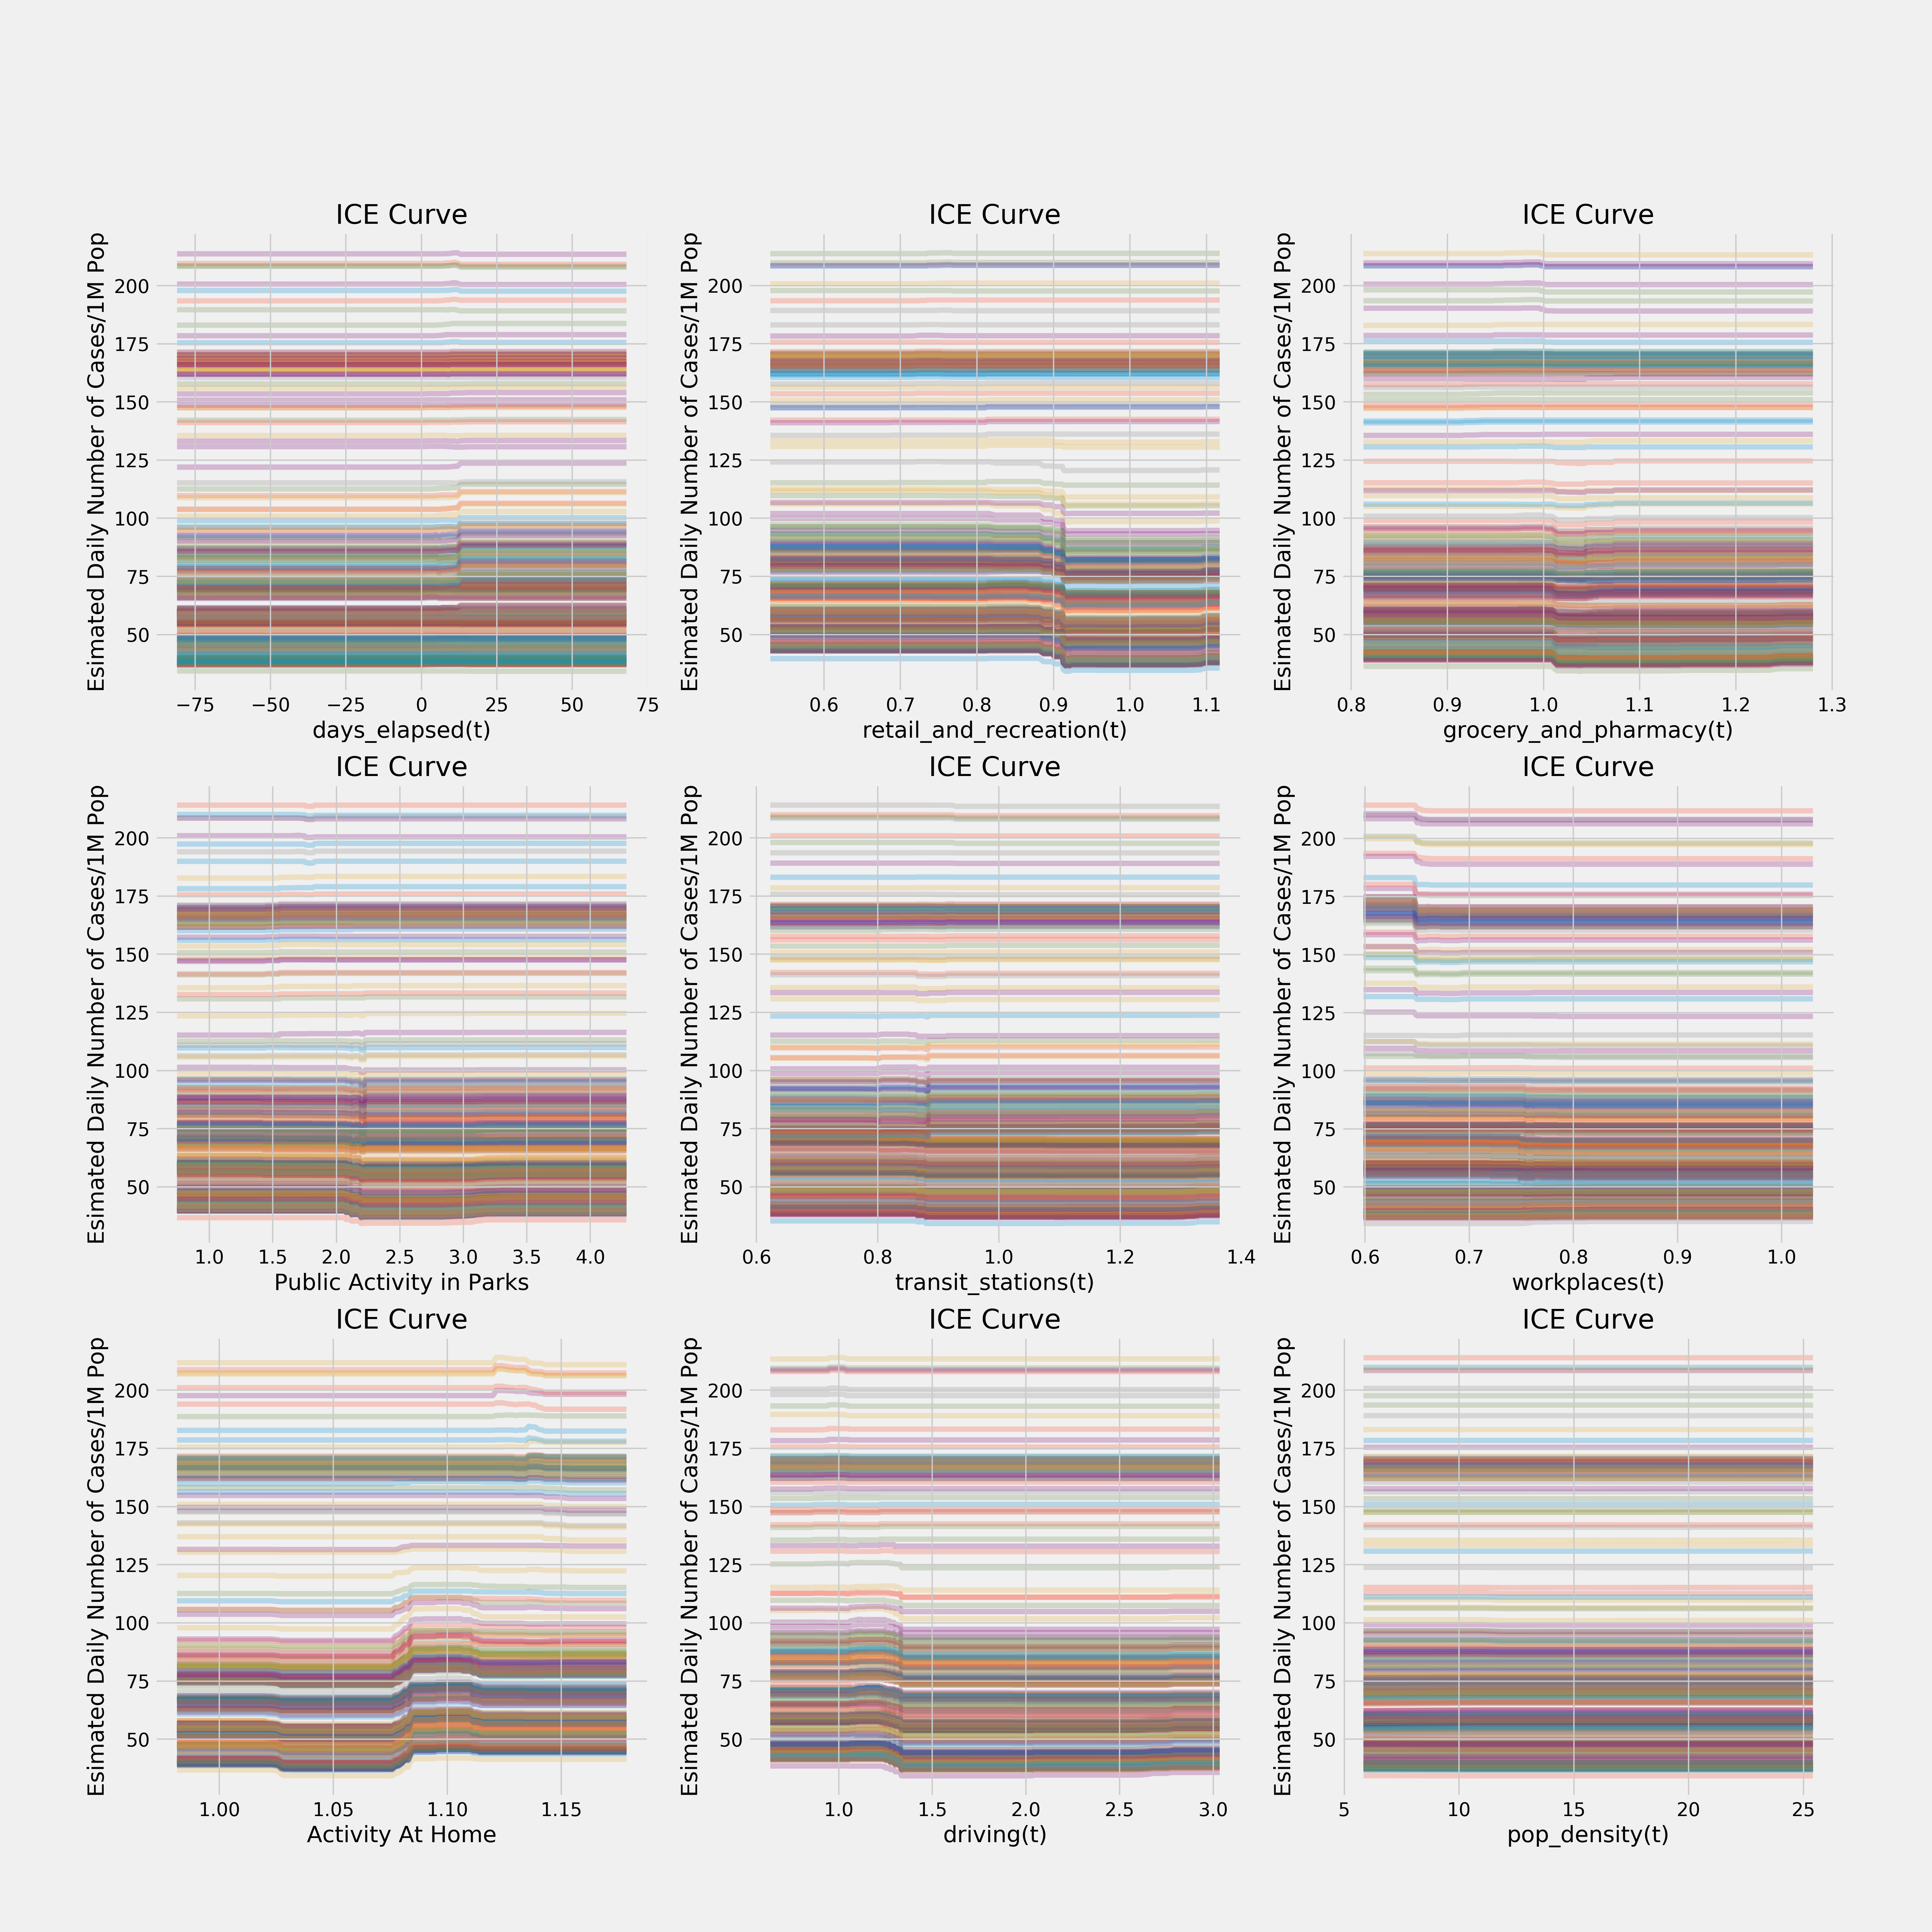 ICE Curve
ICE Curve
ICE Curve
Esimated Daily Number of Cases/1M Pop
200
175
150
125
100
75
50
−75 −50 −25 0 25 50 75
days_elapsed(t)
Esimated Daily Number of Cases/1M Pop
200
175
150
125
100
75
50
0.6 0.7 0.8 0.9 1.0 1.1
retail_and_recreation(t)
Esimated Daily Number of Cases/1M Pop
200
175
150
125
100
75
50
0.8 0.9 1.0 1.1 1.2 1.3
grocery_and_pharmacy(t)
ICE Curve
ICE Curve
ICE Curve
Esimated Daily Number of Cases/1M Pop
200
175
150
125
100
75
50
1.0 1.5 2.0 2.5 3.0 3.5 4.0
Public Activity in Parks
Esimated Daily Number of Cases/1M Pop
200
175
150
125
100
75
50
0.6 0.8 1.0 1.2 1.4
transit_stations(t)
Esimated Daily Number of Cases/1M Pop
200
175
150
125
100
75
50
0.6 0.7 0.8 0.9 1.0
workplaces(t)
ICE Curve
ICE Curve
ICE Curve
Esimated Daily Number of Cases/1M Pop
200
175
150
125
100
75
50
1.00 1.05 1.10 1.15
Activity At Home
Esimated Daily Number of Cases/1M Pop
200
175
150
125
100
75
50
1.0 1.5 2.0 2.5 3.0
driving(t)
Esimated Daily Number of Cases/1M Pop
200
175
150
125
100
75
50
5 10 15 20 25
pop_density(t)